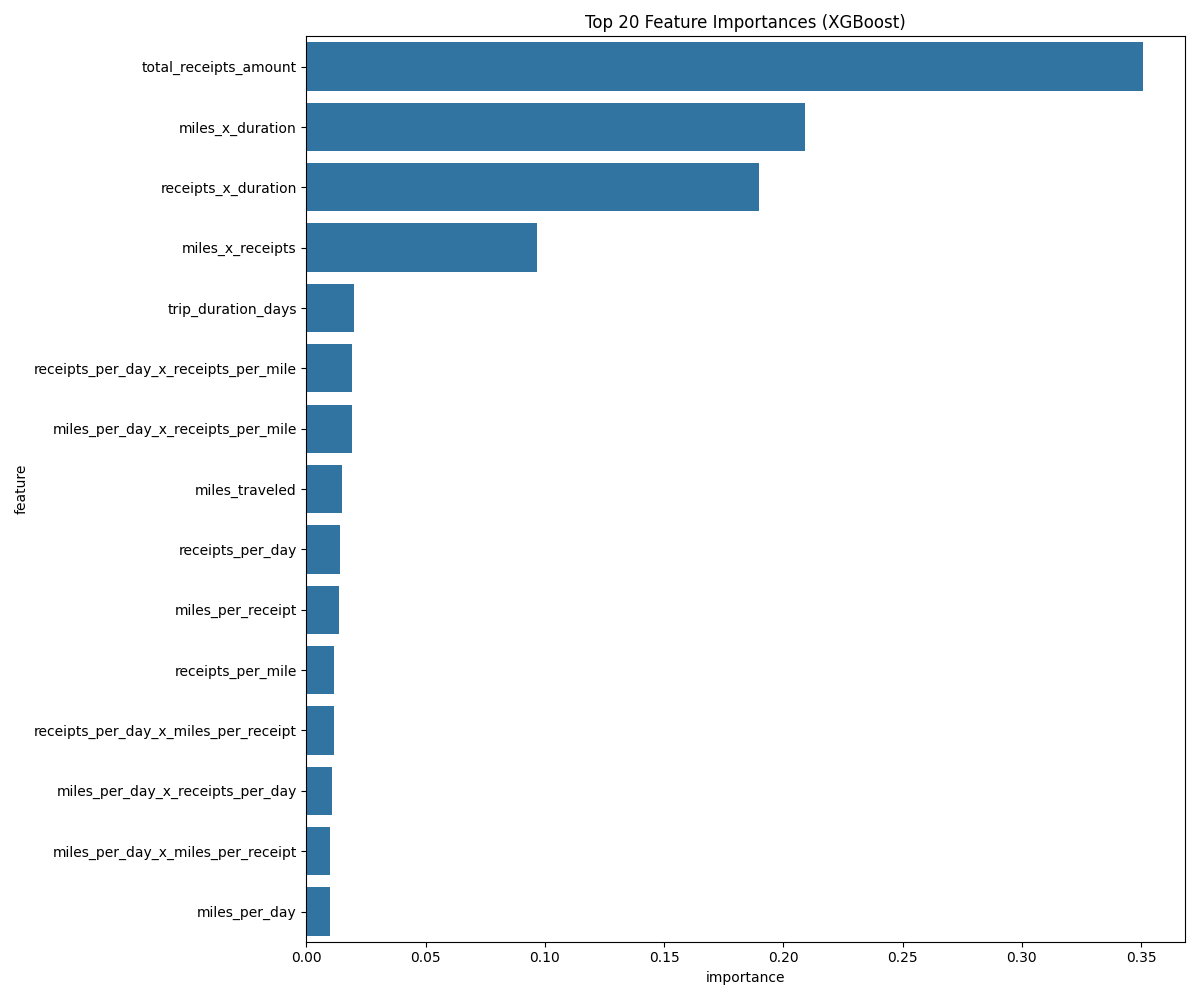 Top 20 Feature Importances (XGBoost)
total_receipts_amount
miles_x_duration
receipts_x_duration
miles_x_receipts
trip_duration_days
receipts_per_day_x_receipts_per_mile
miles_per_day_x_receipts_per_mile
miles_traveled
receipts_per_day
miles_per_receipt
receipts_per_mile
receipts_per_day_x_miles_per_receipt
miles_per_day_x_receipts_per_day
miles_per_day_x_miles_per_receipt
miles_per_day
feature
0.00 0.05 0.10 0.15 0.20 0.25 0.30 0.35
importance